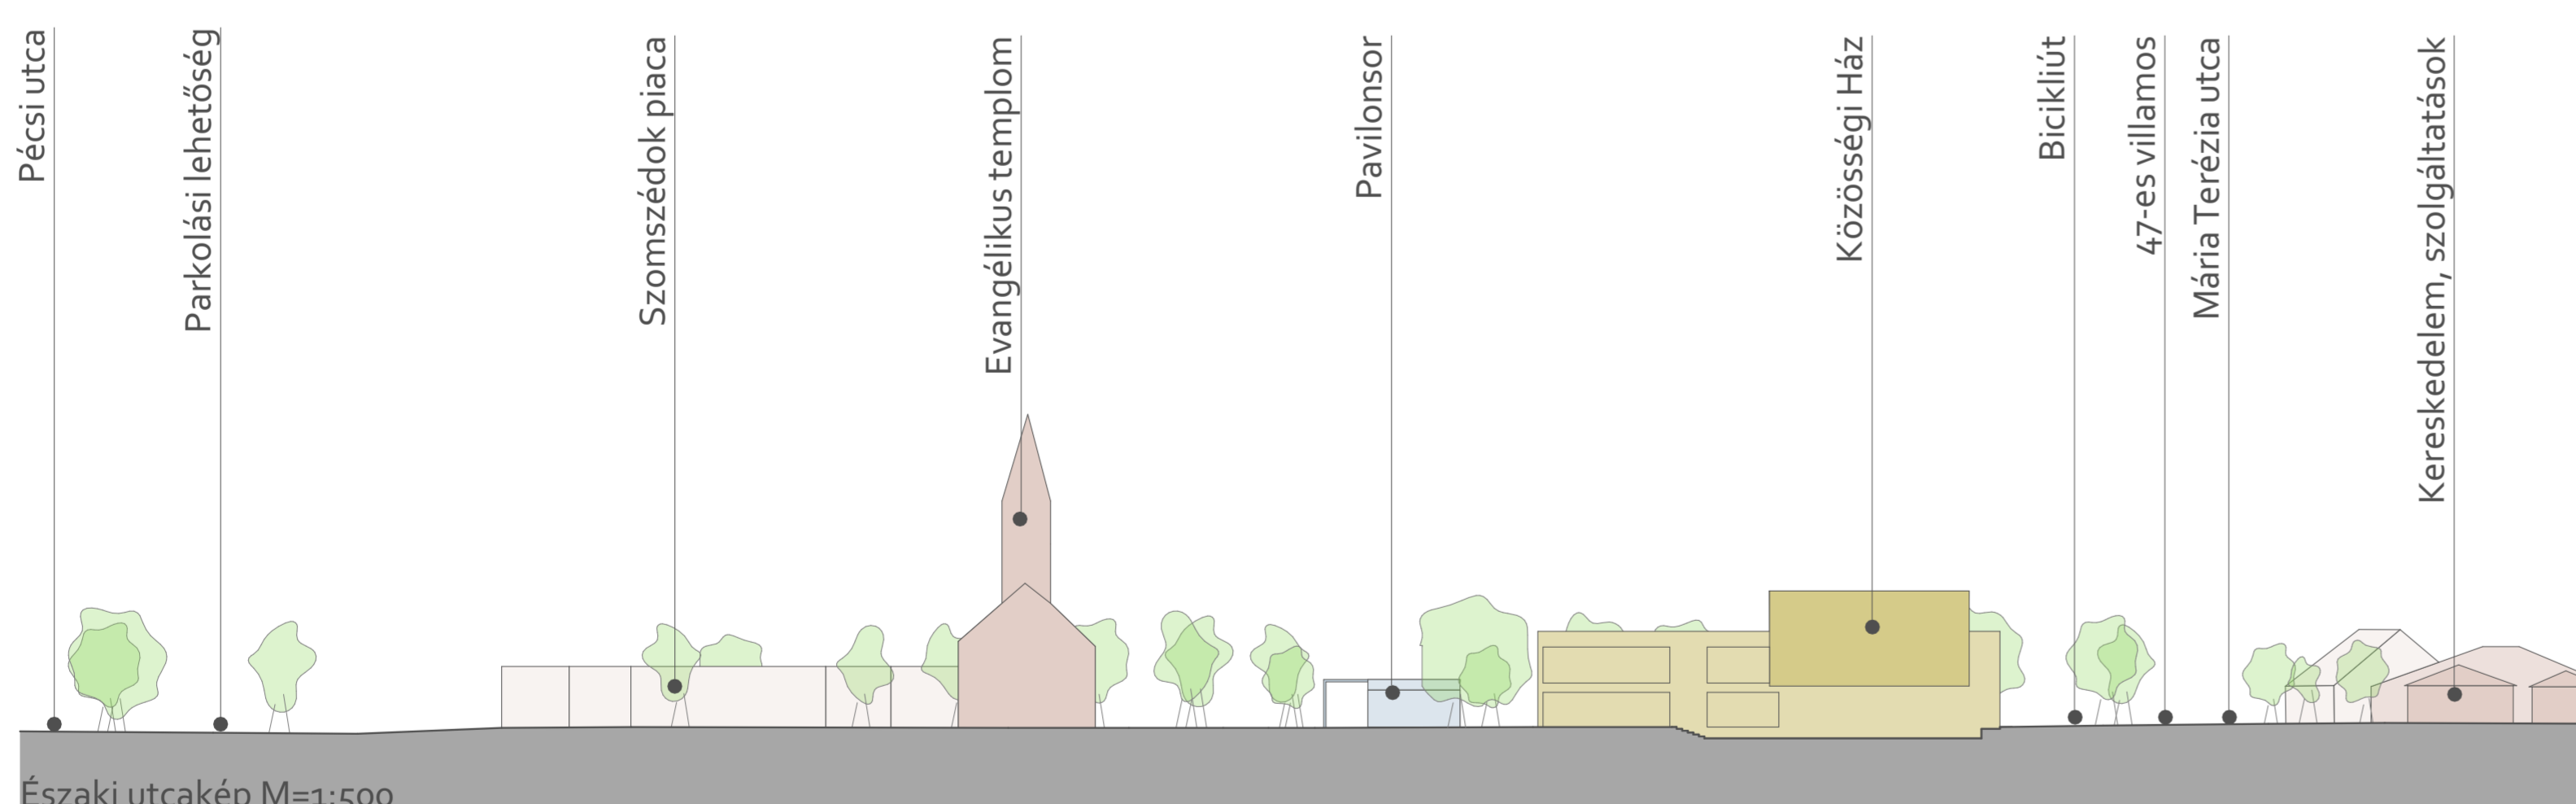 Pécsi utca
Parkolási lehetőség
Szomszédok piaca
Evangélikus templom
Pavilonsor
Közösségi Ház
Bicikliút
47-es villamos
Mária Terézia utca
Kereskedelem, szolgáltatások
Északi utcakép M=1:500